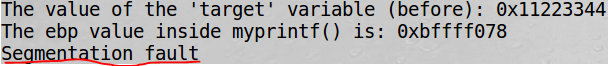 The value of the 'target' variable (before): 0x11223344
The ebp value inside myprintf() is: 0xbffff078
Segmentation fault